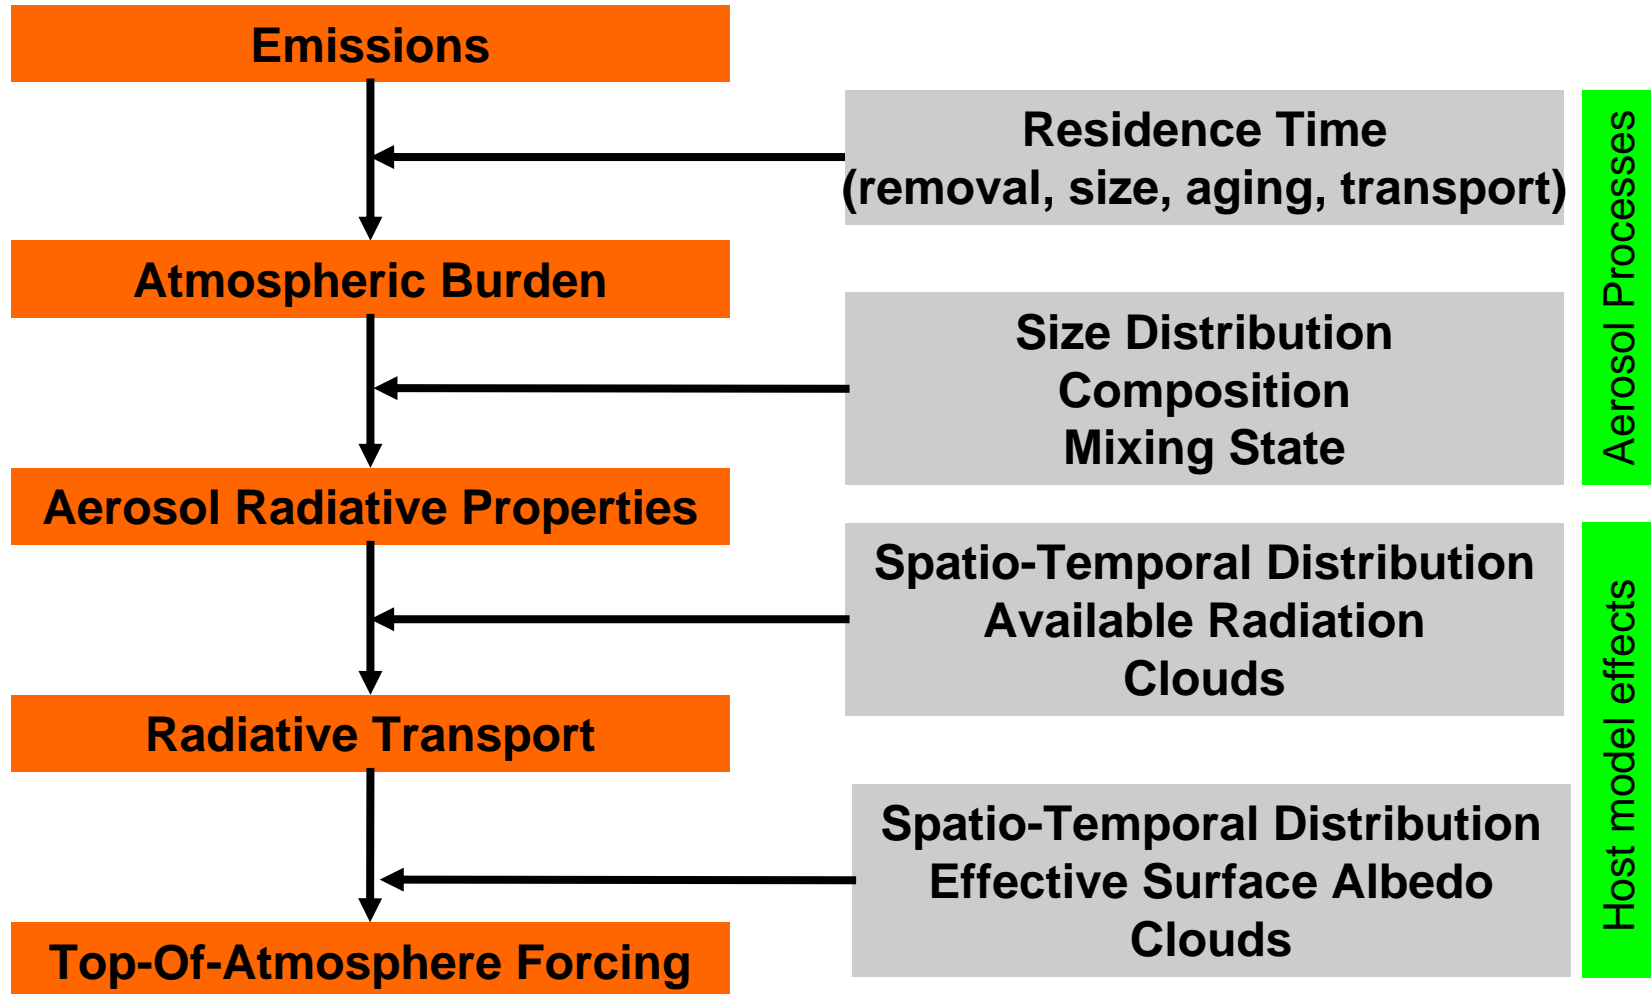 Emissions
Residence Time
(removal, size, aging, transport)
Atmospheric Burden
Size Distribution
Composition
Mixing State
Aerosol Radiative Properties
Spatio-Temporal Distribution
Available Radiation
Clouds
Radiative Transport
Spatio-Temporal Distribution
Effective Surface Albedo
Clouds
Top-Of-Atmosphere Forcing
Aerosol Processes
Host model effects